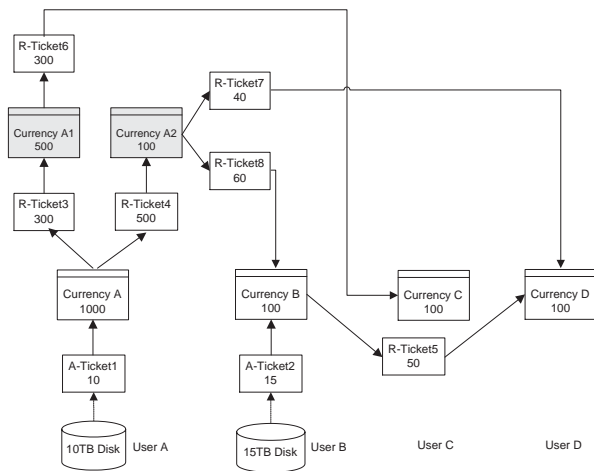 R-Ticket6
300
R-Ticket7
40
Currency A1
500
Currency A2
100
R-Ticket8
60
R-Ticket3
300
R-Ticket4
500
Currency A
1000
Currency B
100
Currency C
100
Currency D
100
R-Ticket5
50
A-Ticket1
10
A-Ticket2
15
10TB Disk
User A
15TB Disk
User B
User C
User D